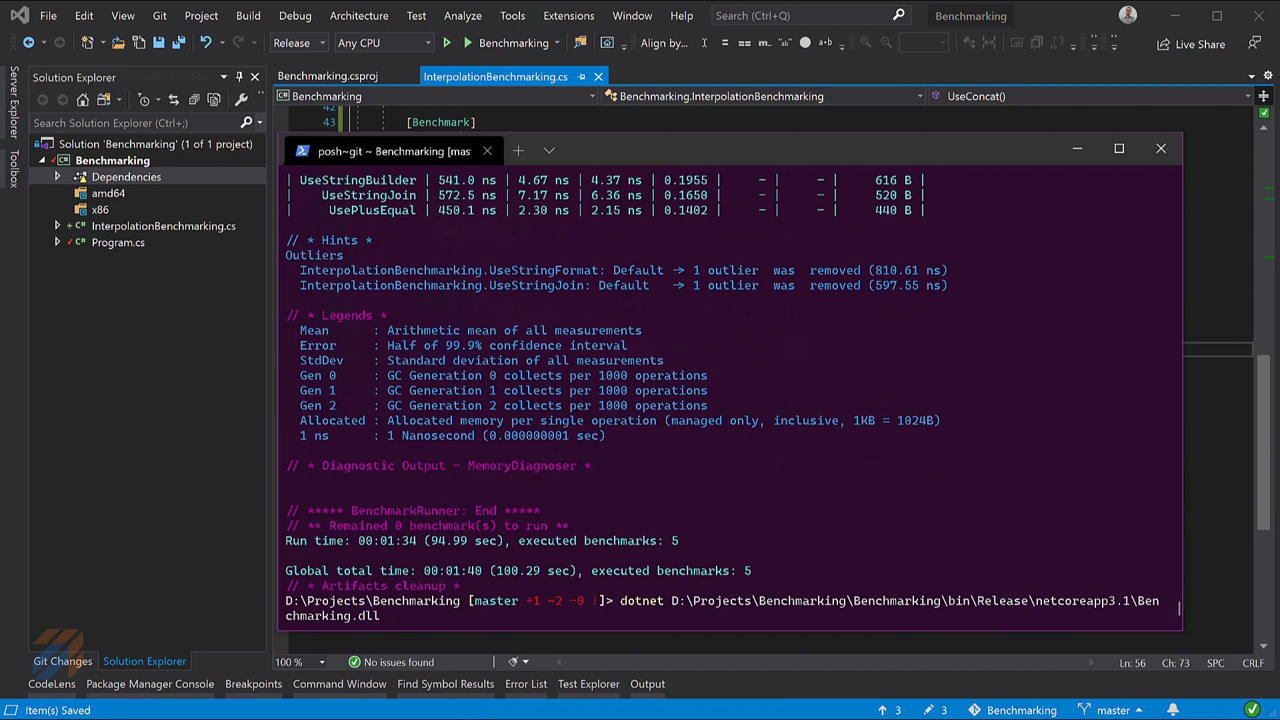 File Edit View Git Project Build Debug Architecture Test Analyze Tools Extensions Window Help Search (Ctrl+Q) Benchmarking
Release Any CPU Benchmarking Align by... Live Share
Server Explorer
Toolbox
Solution Explorer
Search Solution Explorer (Ctrl+;)
Solution 'Benchmarking' (1 of 1 project)
Benchmarking
Dependencies
amd64
x86
InterpolationBenchmarking.cs
Program.cs
Git Changes Solution Explorer
Benchmarking.csproj InterpolationBenchmarking.cs
Benchmarking Benchmarking.InterpolationBenchmarking UseConcat()
42
43 [Benchmark]
posh~git ~ Benchmarking [mas
| UseStringBuilder | 541.0 ns | 4.67 ns | 4.37 ns | 0.1955 | - | - | 616 B |
| UseStringJoin | 572.5 ns | 7.17 ns | 6.36 ns | 0.1650 | - | - | 520 B |
| UsePlusEqual | 450.1 ns | 2.30 ns | 2.15 ns | 0.1402 | - | - | 440 B |
// * Hints *
Outliers
InterpolationBenchmarking.UseStringFormat: Default -> 1 outlier was removed (810.61 ns)
InterpolationBenchmarking.UseStringJoin: Default -> 1 outlier was removed (597.55 ns)
// * Legends *
Mean : Arithmetic mean of all measurements
Error : Half of 99.9% confidence interval
StdDev : Standard deviation of all measurements
Gen 0 : GC Generation 0 collects per 1000 operations
Gen 1 : GC Generation 1 collects per 1000 operations
Gen 2 : GC Generation 2 collects per 1000 operations
Allocated : Allocated memory per single operation (managed only, inclusive, 1KB = 1024B)
1 ns : 1 Nanosecond (0.000000001 sec)
// * Diagnostic Output - MemoryDiagnoser *
// ***** BenchmarkRunner: End *****
// ** Remained 0 benchmark(s) to run **
Run time: 00:01:34 (94.99 sec), executed benchmarks: 5
Global total time: 00:01:40 (100.29 sec), executed benchmarks: 5
// * Artifacts cleanup *
D:\Projects\Benchmarking [master +1 ~2 -0 !]> dotnet D:\Projects\Benchmarking\Benchmarking\bin\Release\netcoreapp3.1\Ben
chmarking.dll
100 % No issues found Ln: 56 Ch: 73 SPC CRLF
CodeLens Package Manager Console Breakpoints Command Window Find Symbol Results Error List Test Explorer Output
Item(s) Saved 3 3 Benchmarking master